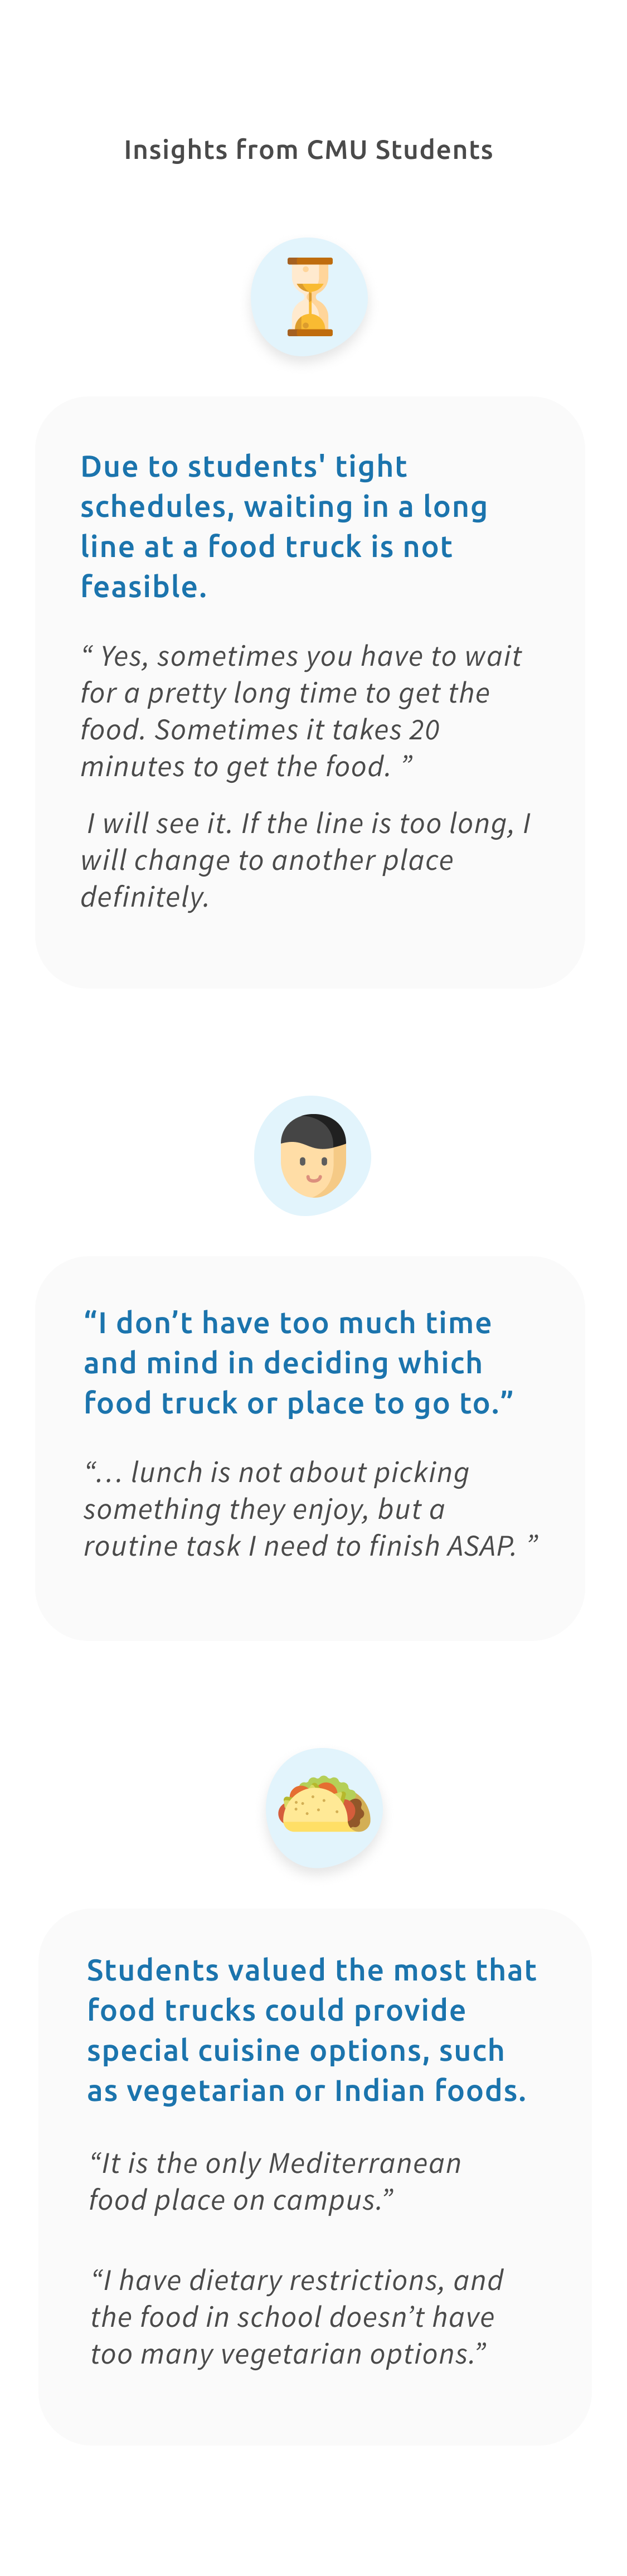 Insights from CMU Students
Due to students' tight
schedules, waiting in a long
line at a food truck is not
feasible.
“ Yes, sometimes you have to wait
for a pretty long time to get the
food. Sometimes it takes 20
minutes to get the food. ”
I will see it. If the line is too long, I
will change to another place
definitely.
“I don’t have too much time
and mind in deciding which
food truck or place to go to.”
“… lunch is not about picking
something they enjoy, but a
routine task I need to finish ASAP. ”
Students valued the most that
food trucks could provide
special cuisine options, such
as vegetarian or Indian foods.
“It is the only Mediterranean
food place on campus.”
“I have dietary restrictions, and
the food in school doesn’t have
too many vegetarian options.”